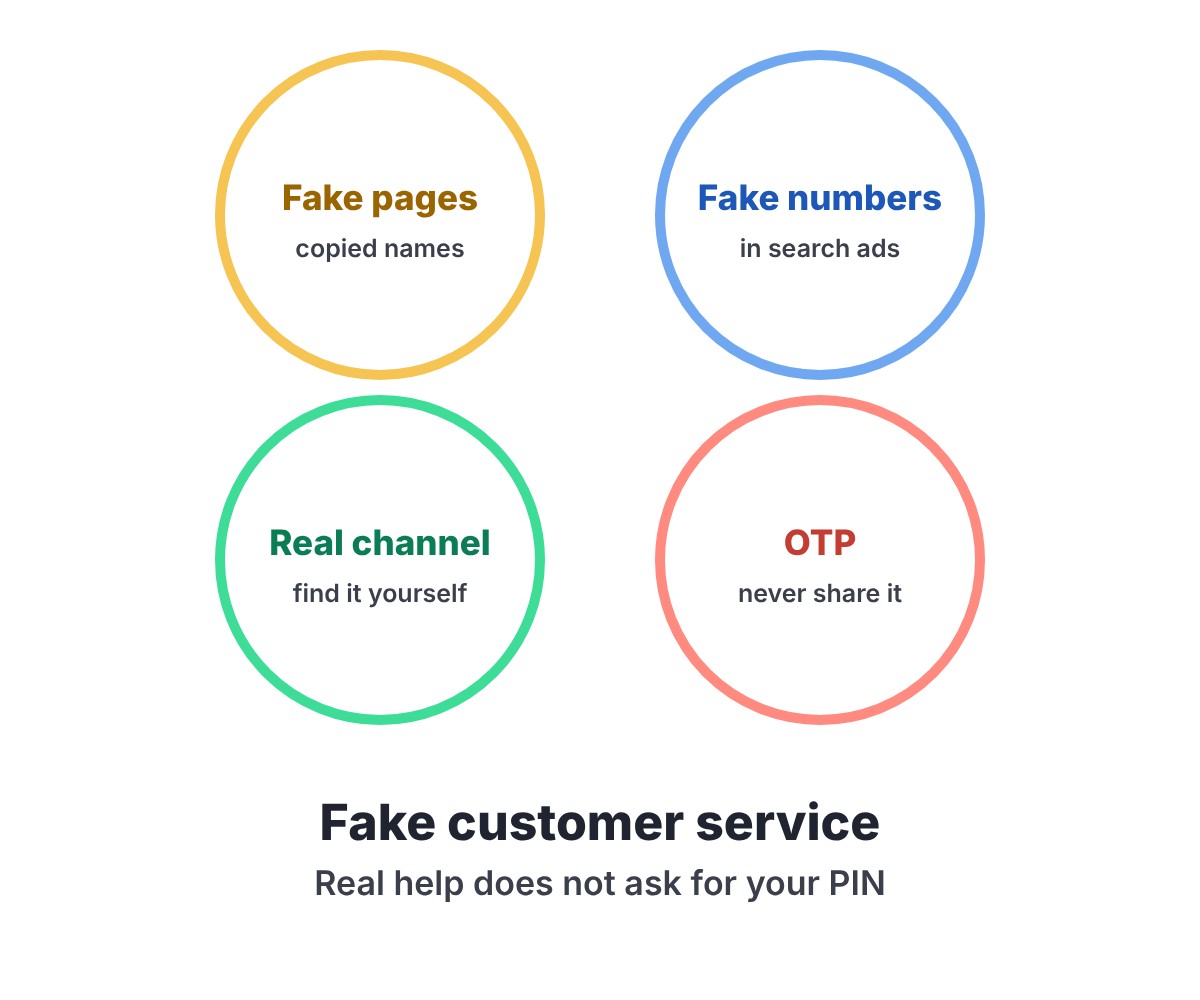 Fake pages
copied names
Fake numbers
in search ads
Real channel
find it yourself
OTP
never share it
Fake customer service
Real help does not ask for your PIN